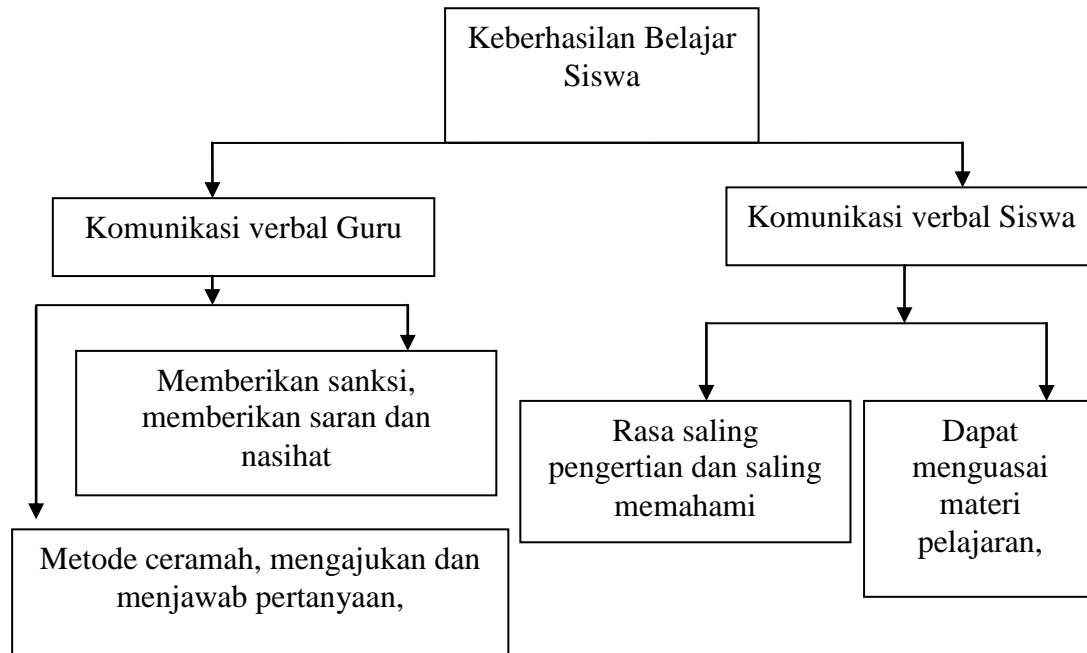 Keberhasilan Belajar
Siswa
Komunikasi verbal Guru
Komunikasi verbal Siswa
Memberikan sanksi,
memberikan saran dan
nasihat
Rasa saling
pengertian dan saling
memahami
Dapat
menguasai
materi
pelajaran,
Metode ceramah, mengajukan dan
menjawab pertanyaan,